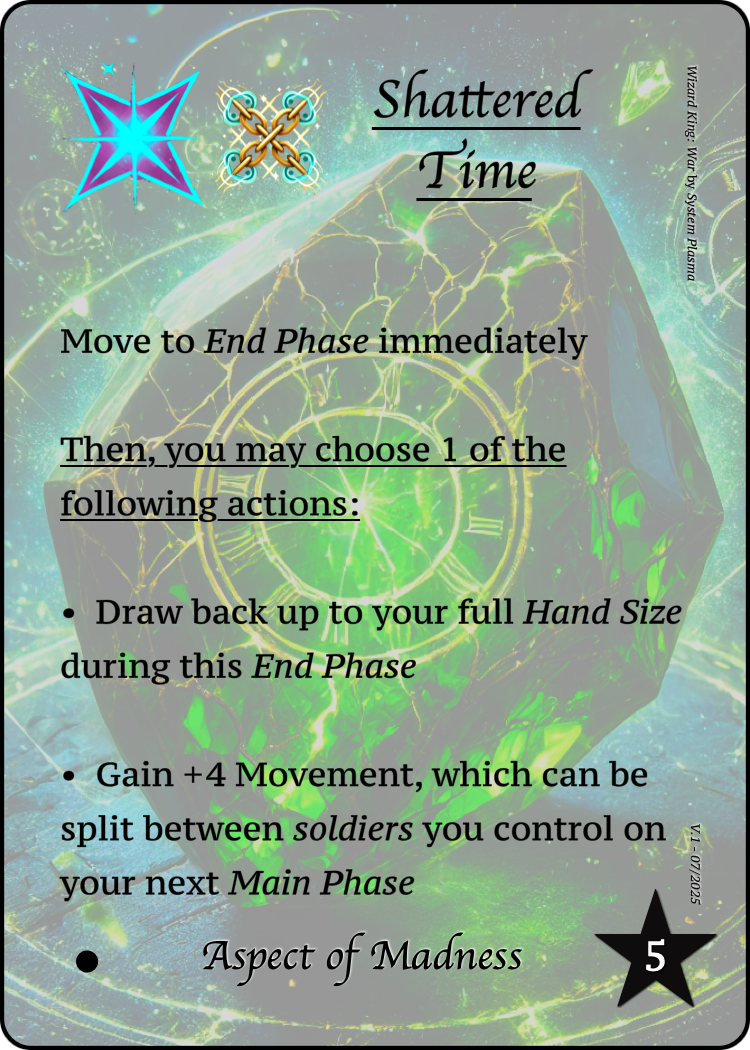 Shattered
Time
Wizard King: War by System Plasma
Move to End Phase immediately
Then, you may choose 1 of the
following actions:
• Draw back up to your full Hand Size
during this End Phase
• Gain +4 Movement, which can be
split between soldiers you control on
your next Main Phase
V.1 - 07/2025
Aspect of Madness
5